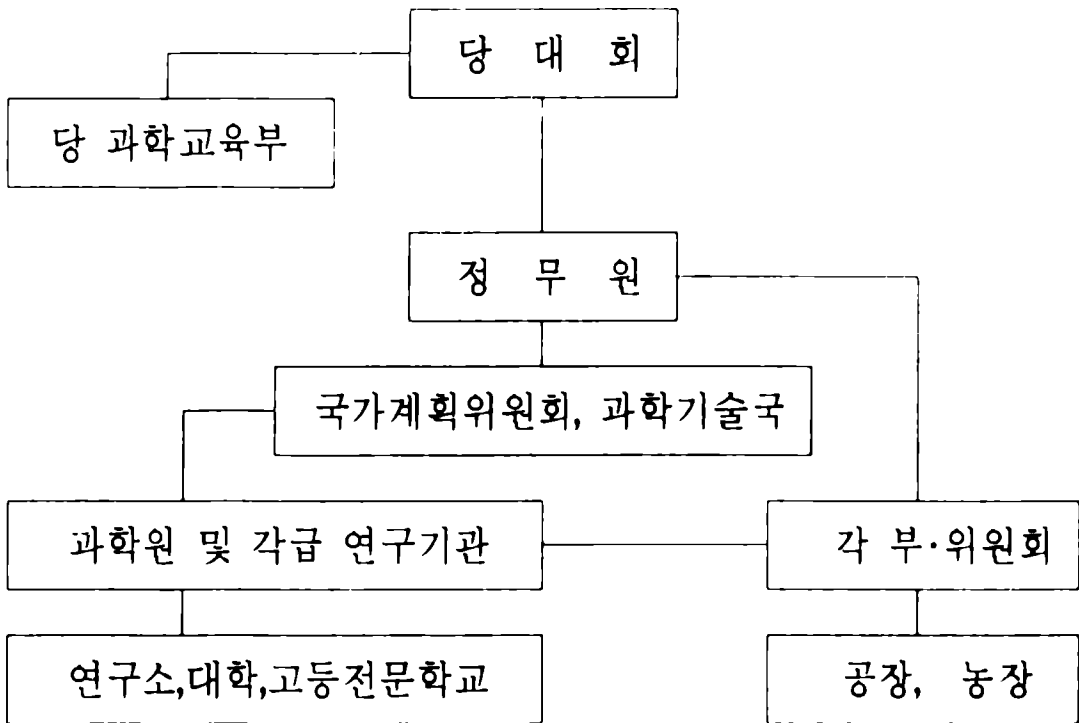 당 대 회
당 과학교육부
정 무 원
국가계획위원회, 과학기술국
과학원 및 각급 연구기관
각 부·위원회
연구소,대학,고등전문학교
공장, 농장